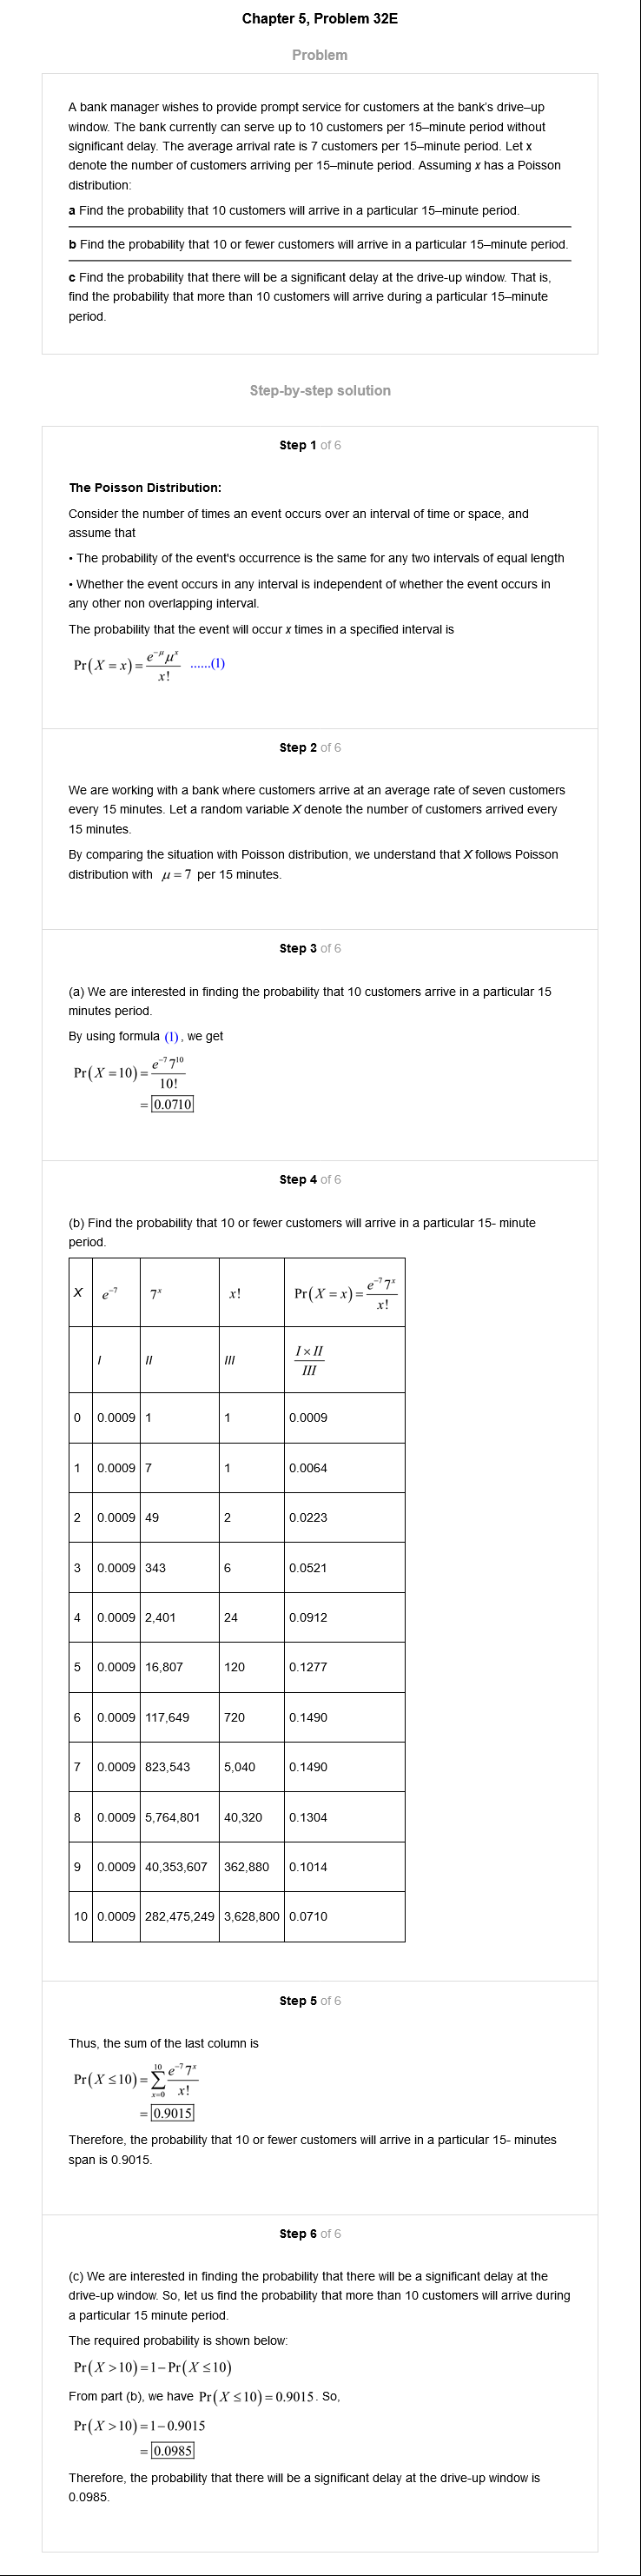 Chapter 5, Problem 32E
Problem
A bank manager wishes to provide prompt service for customers at the bank's drive–up
window. The bank currently can serve up to 10 customers per 15–minute period without
significant delay. The average arrival rate is 7 customers per 15–minute period. Let x
denote the number of customers arriving per 15–minute period. Assuming x has a Poisson
distribution:
a Find the probability that 10 customers will arrive in a particular 15–minute period.
b Find the probability that 10 or fewer customers will arrive in a particular 15–minute period.
c Find the probability that there will be a significant delay at the drive-up window. That is,
find the probability that more than 10 customers will arrive during a particular 15–minute
period.
Step-by-step solution
Step 1 of 6
The Poisson Distribution:
Consider the number of times an event occurs over an interval of time or space, and
assume that
• The probability of the event's occurrence is the same for any two intervals of equal length
• Whether the event occurs in any interval is independent of whether the event occurs in
any other non overlapping interval.
The probability that the event will occur x times in a specified interval is
Pr(X = x) = e^{-μ} μ^x / x! ......(1)
Step 2 of 6
We are working with a bank where customers arrive at an average rate of seven customers
every 15 minutes. Let a random variable X denote the number of customers arrived every
15 minutes.
By comparing the situation with Poisson distribution, we understand that X follows Poisson
distribution with μ = 7 per 15 minutes.
Step 3 of 6
(a) We are interested in finding the probability that 10 customers arrive in a particular 15
minutes period.
By using formula (1), we get
Pr(X = 10) = e^{-7} 7^{10} / 10!
= 0.0710
Step 4 of 6
(b) Find the probability that 10 or fewer customers will arrive in a particular 15- minute
period.
X e^{-7} 7^x x! Pr(X = x) = e^{-7} 7^x / x!
I II III I × II / III
0 0.0009 1 1 0.0009
1 0.0009 7 1 0.0064
2 0.0009 49 2 0.0223
3 0.0009 343 6 0.0521
4 0.0009 2,401 24 0.0912
5 0.0009 16,807 120 0.1277
6 0.0009 117,649 720 0.1490
7 0.0009 823,543 5,040 0.1490
8 0.0009 5,764,801 40,320 0.1304
9 0.0009 40,353,607 362,880 0.1014
10 0.0009 282,475,249 3,628,800 0.0710
Step 5 of 6
Thus, the sum of the last column is
Pr(X ≤ 10) = ∑_{x=0}^{10} e^{-7} 7^x / x!
= 0.9015
Therefore, the probability that 10 or fewer customers will arrive in a particular 15- minutes
span is 0.9015.
Step 6 of 6
(c) We are interested in finding the probability that there will be a significant delay at the
drive-up window. So, let us find the probability that more than 10 customers will arrive during
a particular 15 minute period.
The required probability is shown below:
Pr(X > 10) = 1 − Pr(X ≤ 10)
From part (b), we have Pr(X ≤ 10) = 0.9015. So,
Pr(X > 10) = 1 − 0.9015
= 0.0985
Therefore, the probability that there will be a significant delay at the drive-up window is
0.0985.